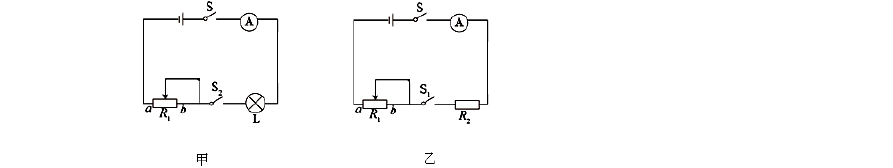 S S
A A
S₂ S₁
a R₁ b L a R₁ b R₂
甲 乙